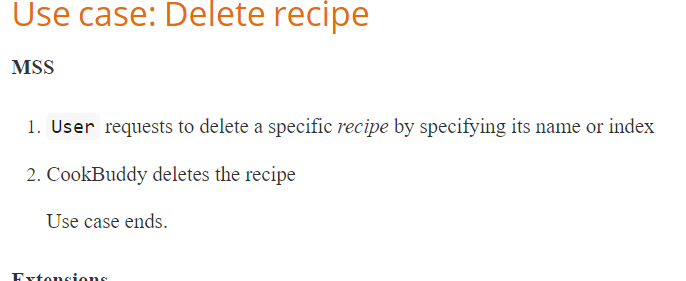 Use case: Delete recipe
MSS
1. User requests to delete a specific recipe by specifying its name or index
2. CookBuddy deletes the recipe
Use case ends.
Extensions